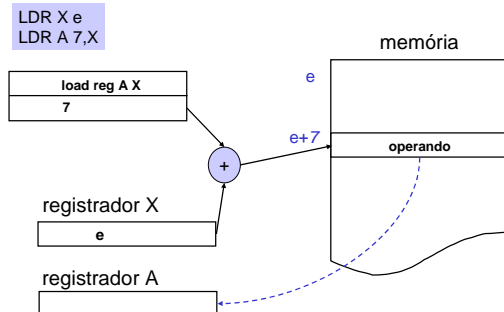 LDR X e
LDR A 7,X
memória
e
load reg A X
7
e+7
operando
+
registrador X
e
registrador A